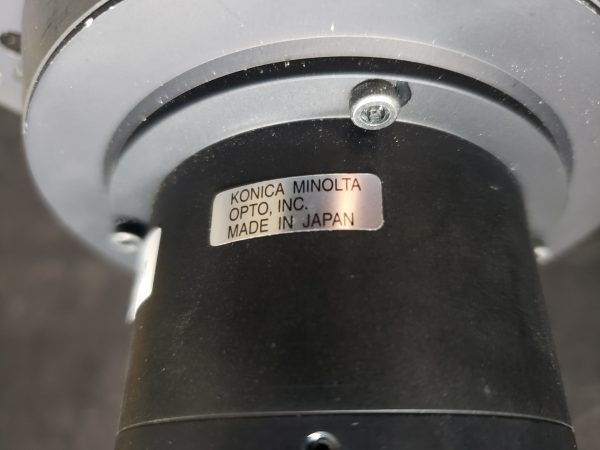 KONICA MINOLTA
OPTO, INC.
MADE IN JAPAN